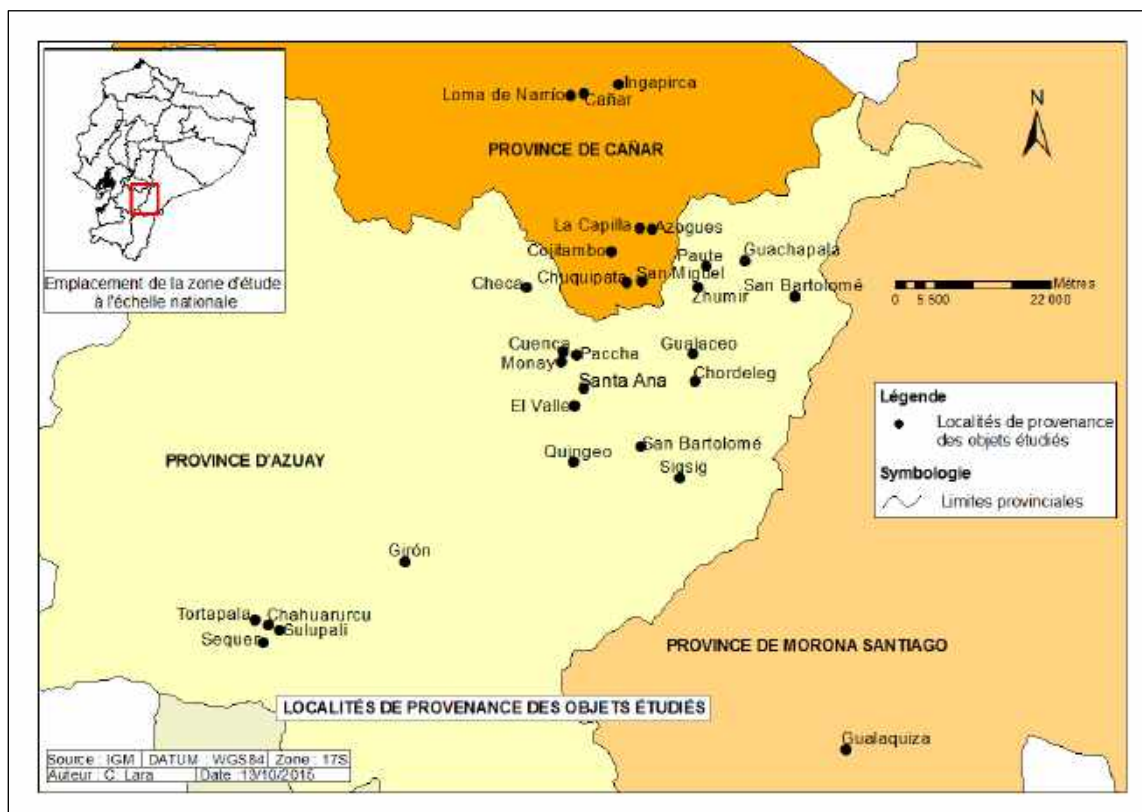 Emplacement de la zone d'étude
à l'échelle nationale
N
Ingapirca
Loma de Narrío
Cañar
PROVINCE DE CAÑAR
La Capilla
Azogues
Cojitambo
Paute
Guachapala
Chuquipata
San Miguel
Checa
Zhumir
San Bartolomé
Mètres
0 5 500 22 000
Cuenca
Paccha
Gualaceo
Monay
Santa Ana
Chordeleg
El Valle
Légende
Localités de provenance
des objets étudiés
Symbologie
Limites provinciales
PROVINCE D'AZUAY
Quingeo
San Bartolomé
Sigsig
Girón
Tortapala
Chahuarurcu
Sulupali
Sequer
PROVINCE DE MORONA SANTIAGO
LOCALITÉS DE PROVENANCE DES OBJETS ÉTUDIÉS
Gualaquiza
Source : IGM DATUM : WGS84 Zone : 17S
Auteur : C. Lara Date :13/10/2015